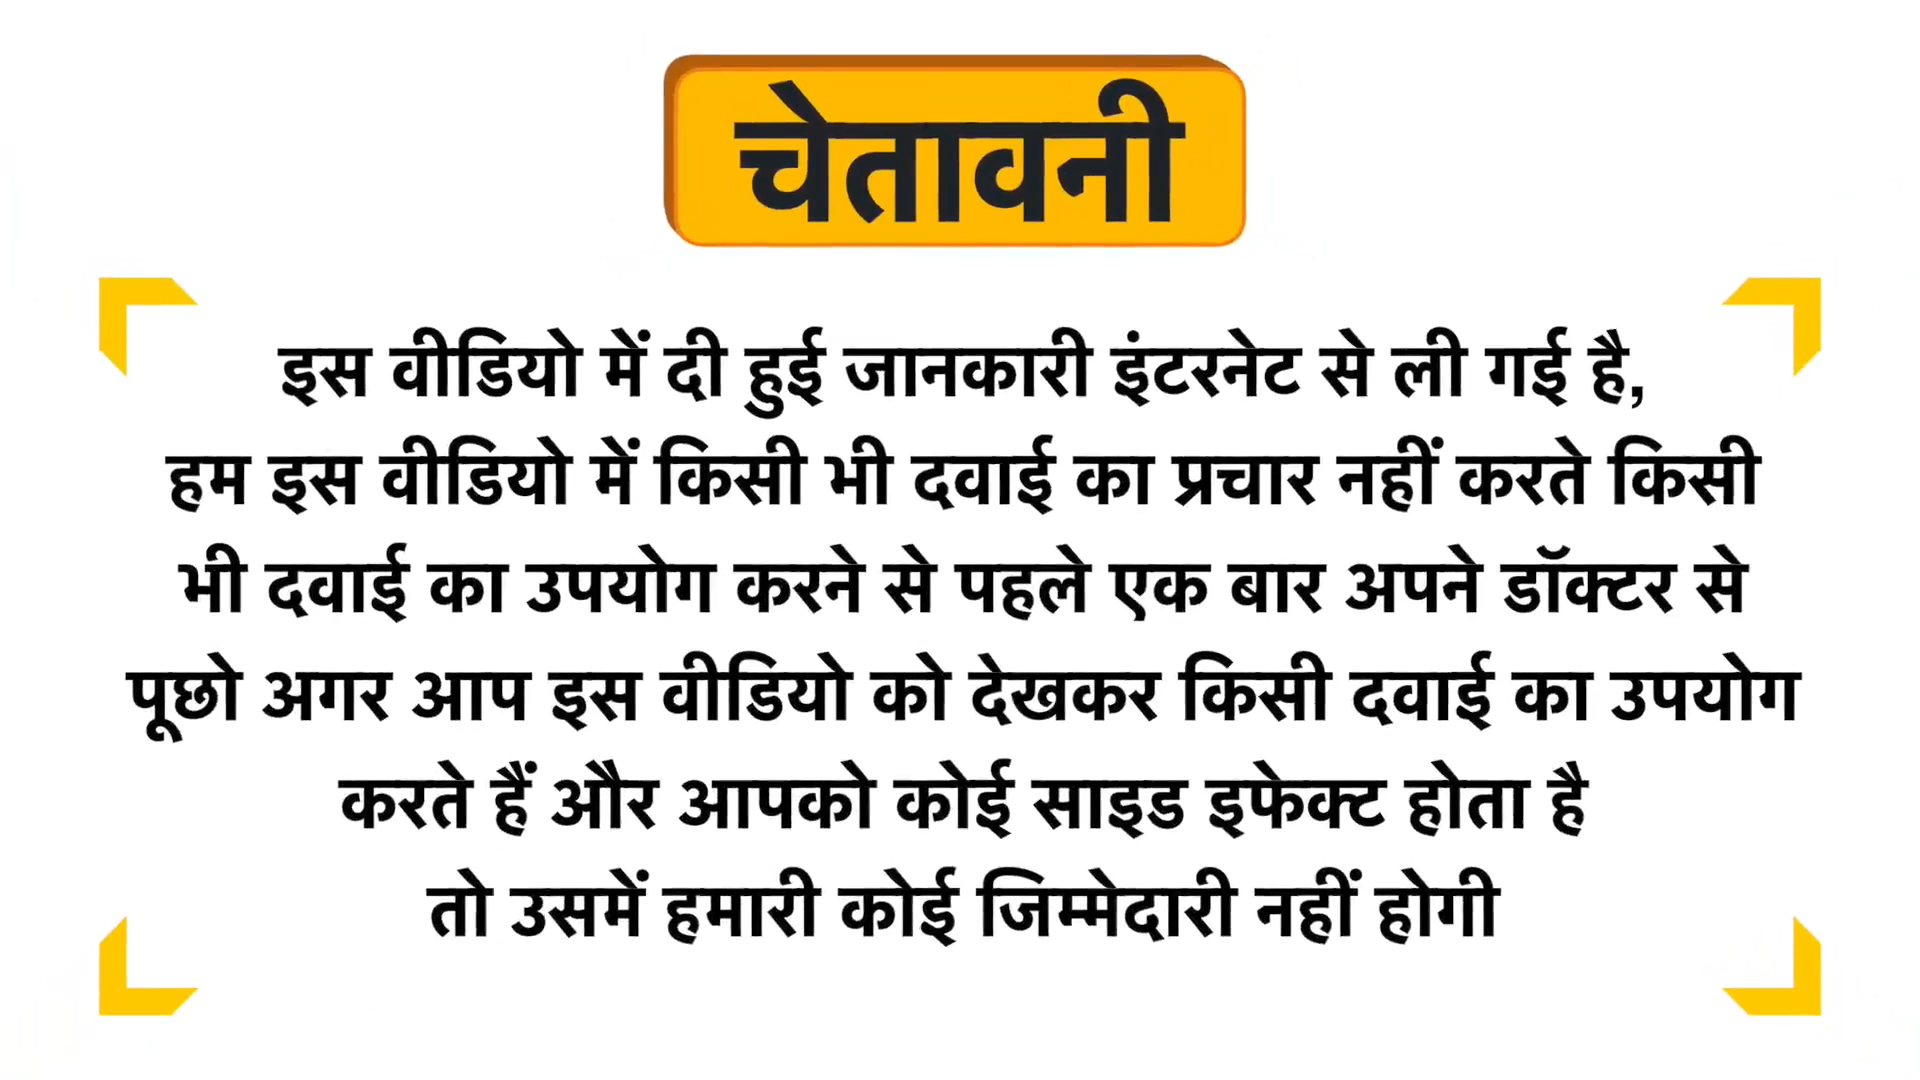 चेतावनी
इस वीडियो में दी हुई जानकारी इंटरनेट से ली गई है,
हम इस वीडियो में किसी भी दवाई का प्रचार नहीं करते किसी
भी दवाई का उपयोग करने से पहले एक बार अपने डॉक्टर से
पूछो अगर आप इस वीडियो को देखकर किसी दवाई का उपयोग
करते हैं और आपको कोई साइड इफेक्ट होता है
तो उसमें हमारी कोई जिम्मेदारी नहीं होगी